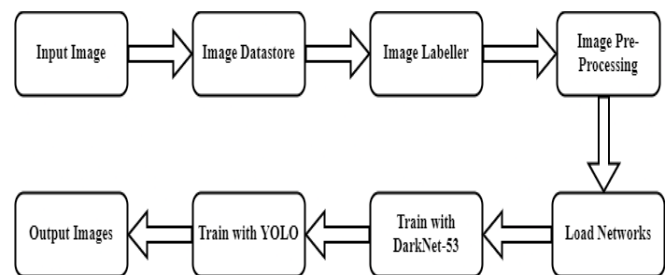 Input Image
Image Datastore
Image Labeller
Image Pre-
Processing
Load Networks
Train with
DarkNet-53
Train with YOLO
Output Images